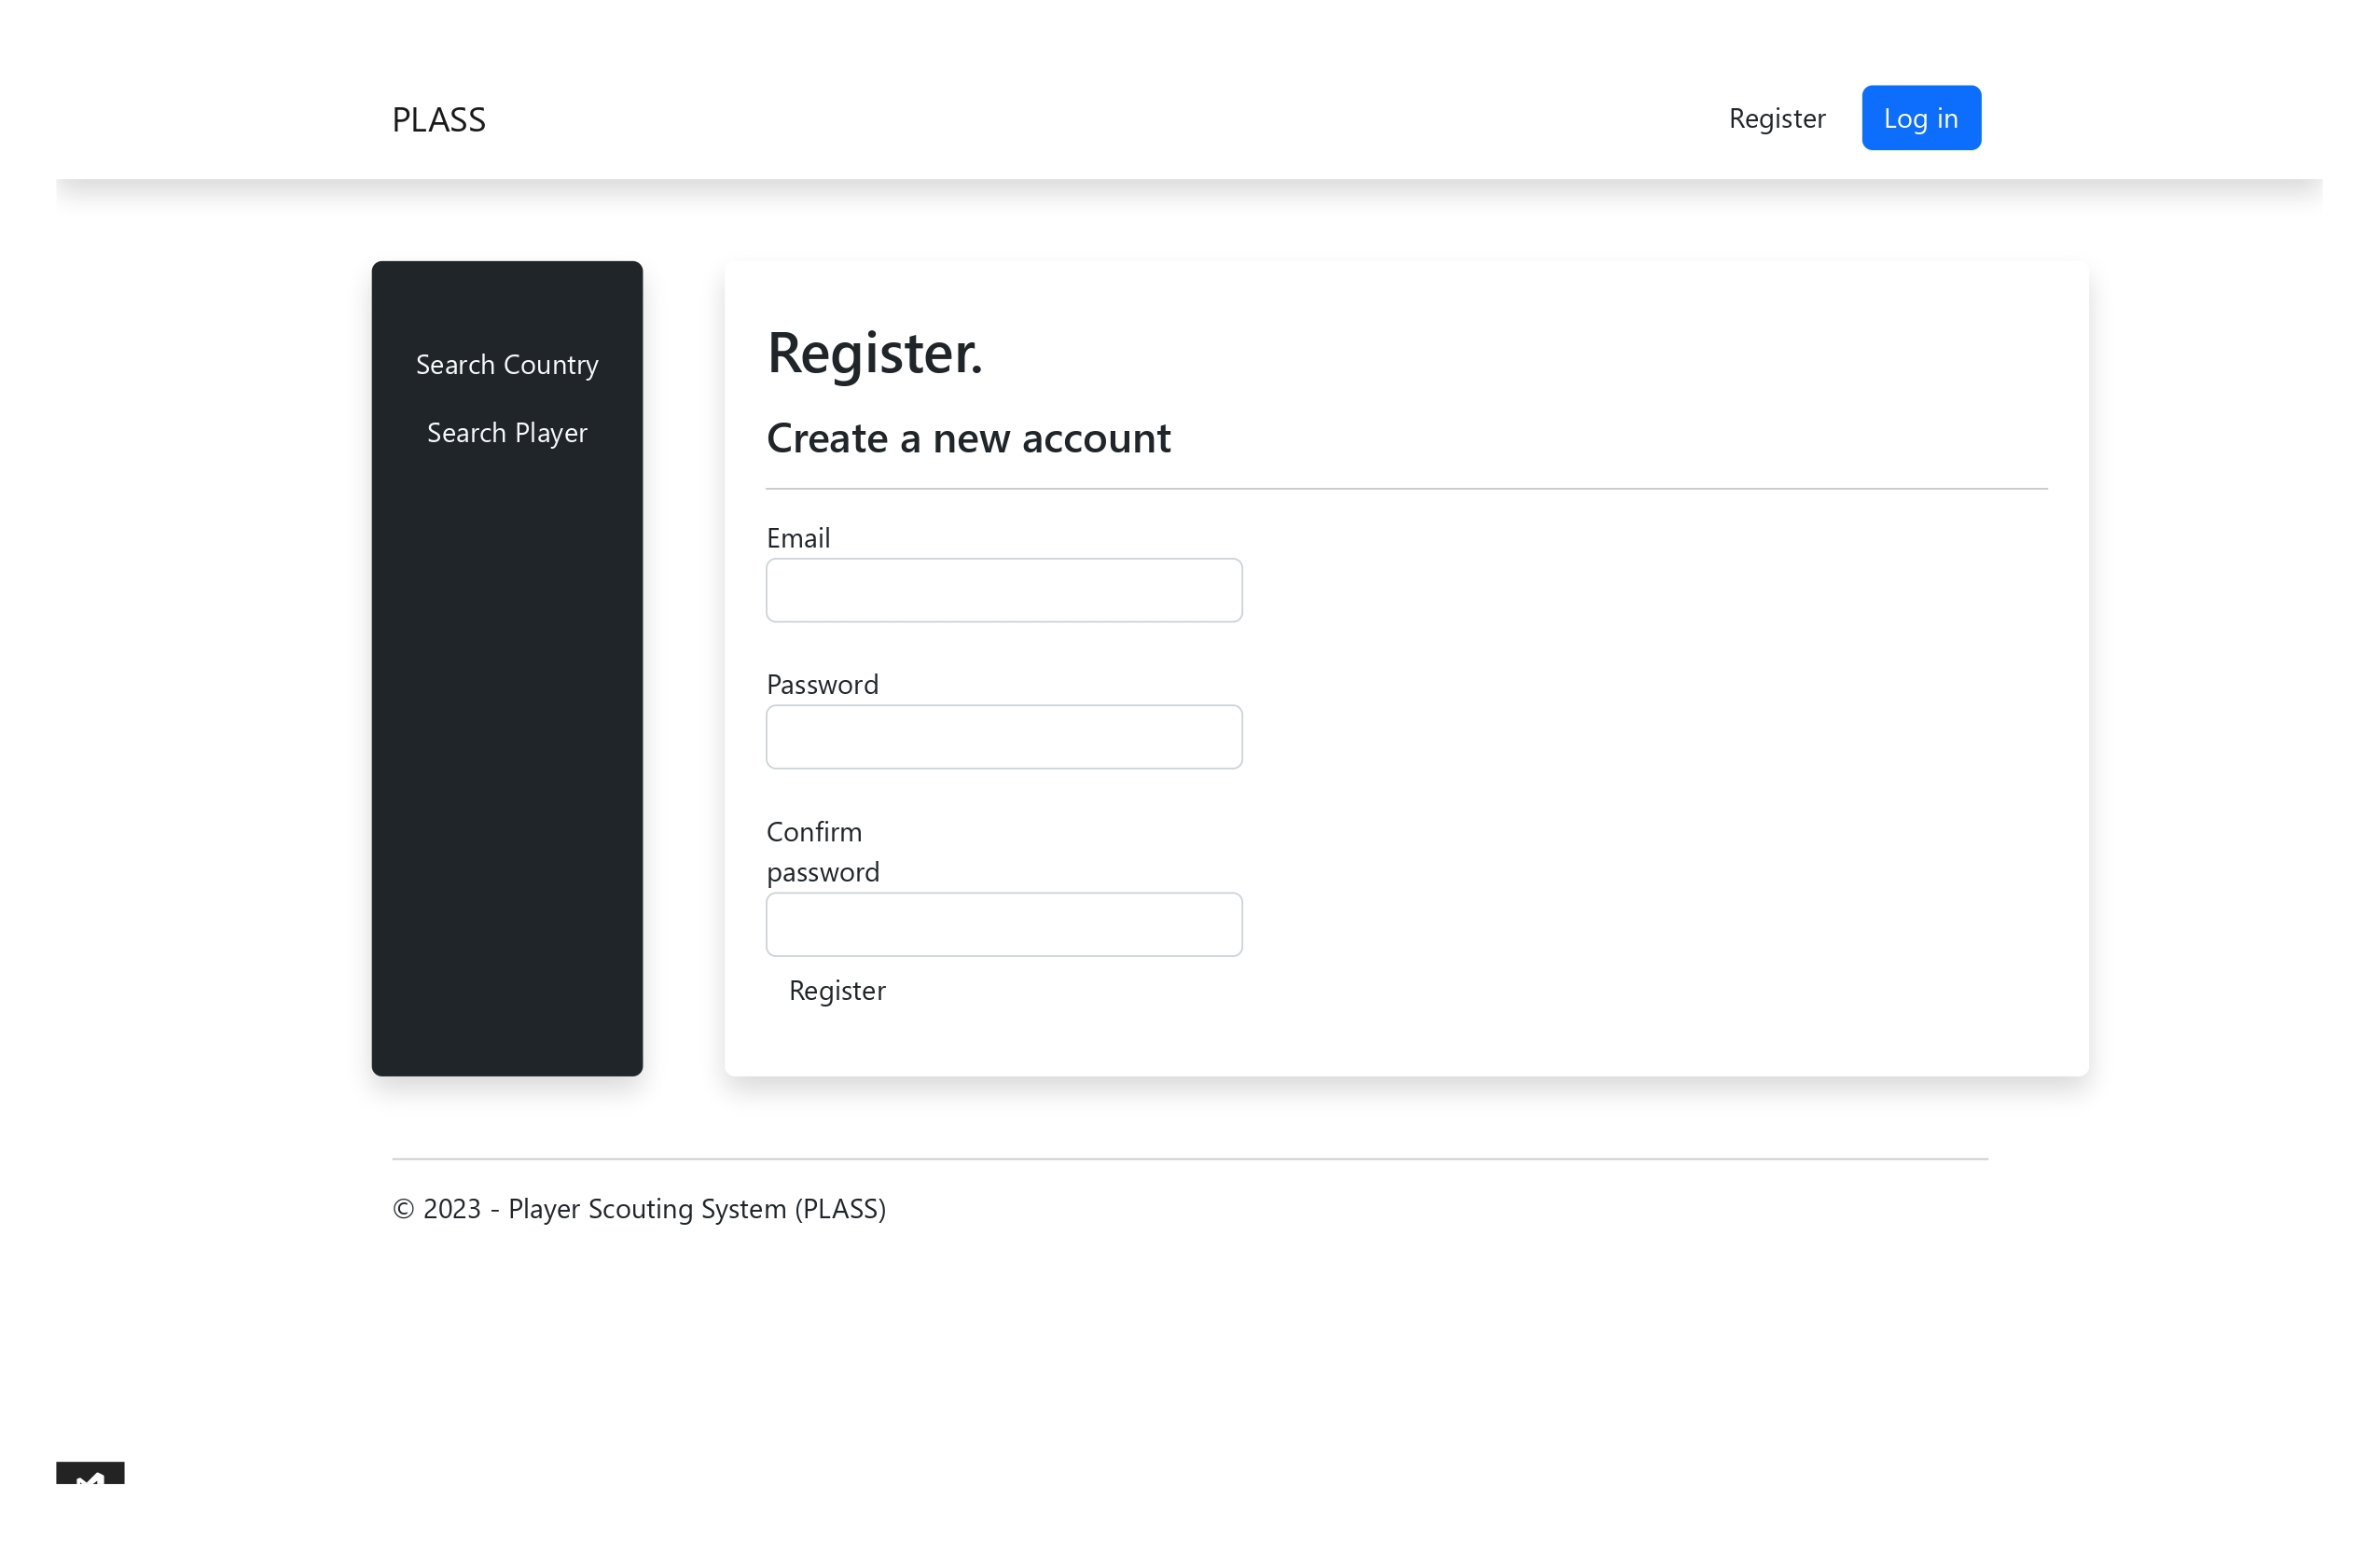 PLASS
Register
Log in
Search Country
Search Player
Register.
Create a new account
Email
Password
Confirm
password
Register
© 2023 - Player Scouting System (PLASS)